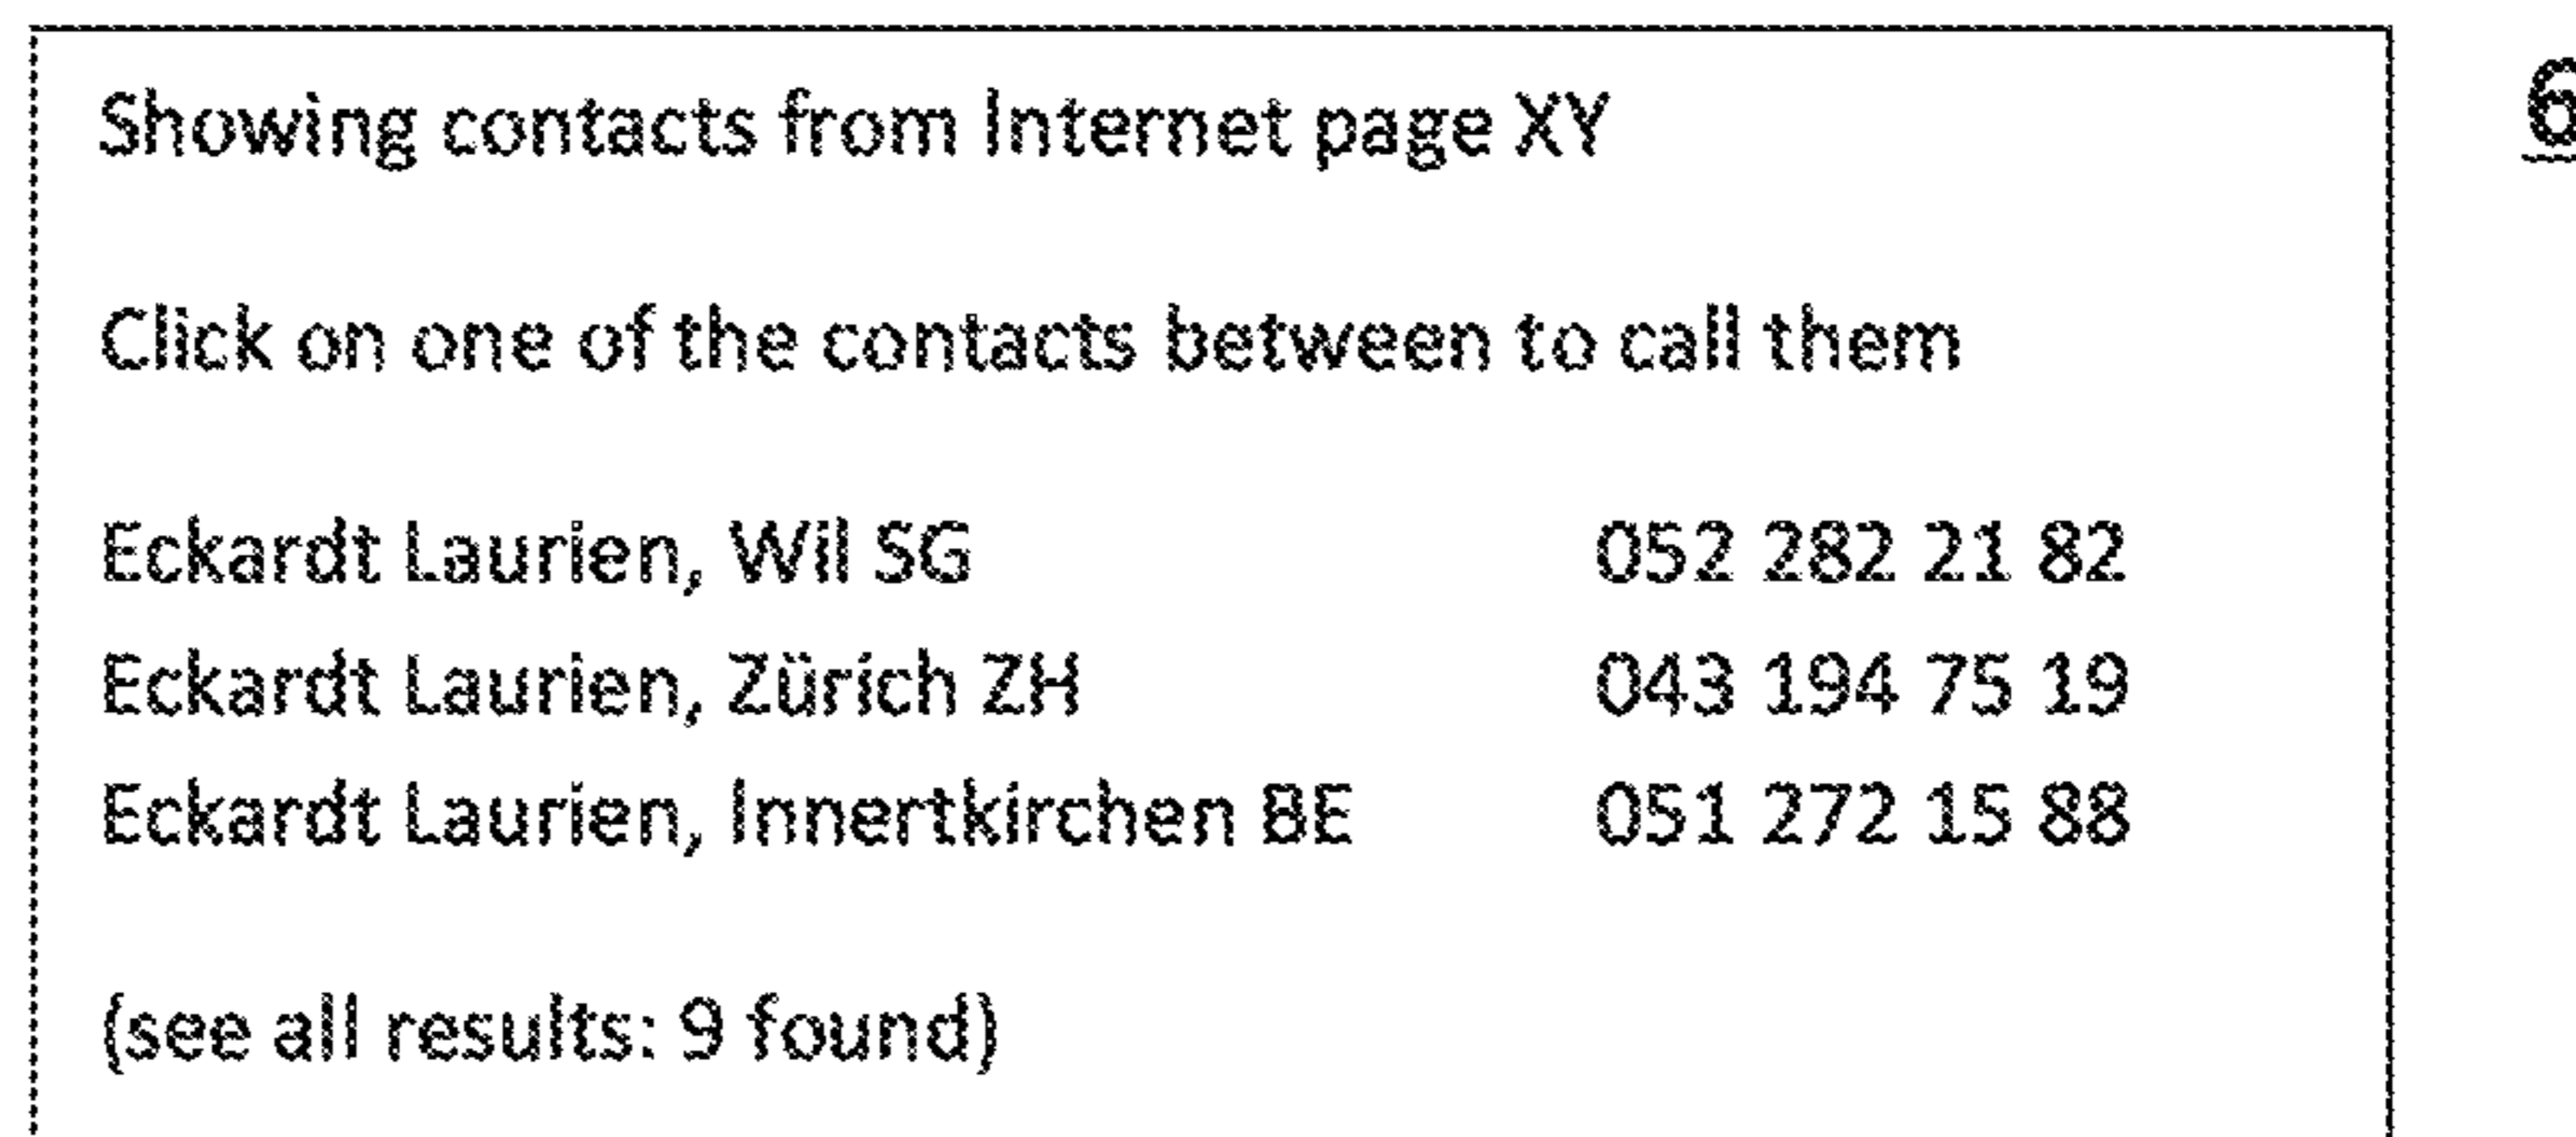 Showing contacts from Internet page XY
6
Click on one of the contacts between to call them
Eckardt Laurien, Wil SG 052 282 21 82
Eckardt Laurien, Zürich ZH 043 194 75 19
Eckardt Laurien, Innertkirchen BE 051 272 15 88
(see all results: 9 found)